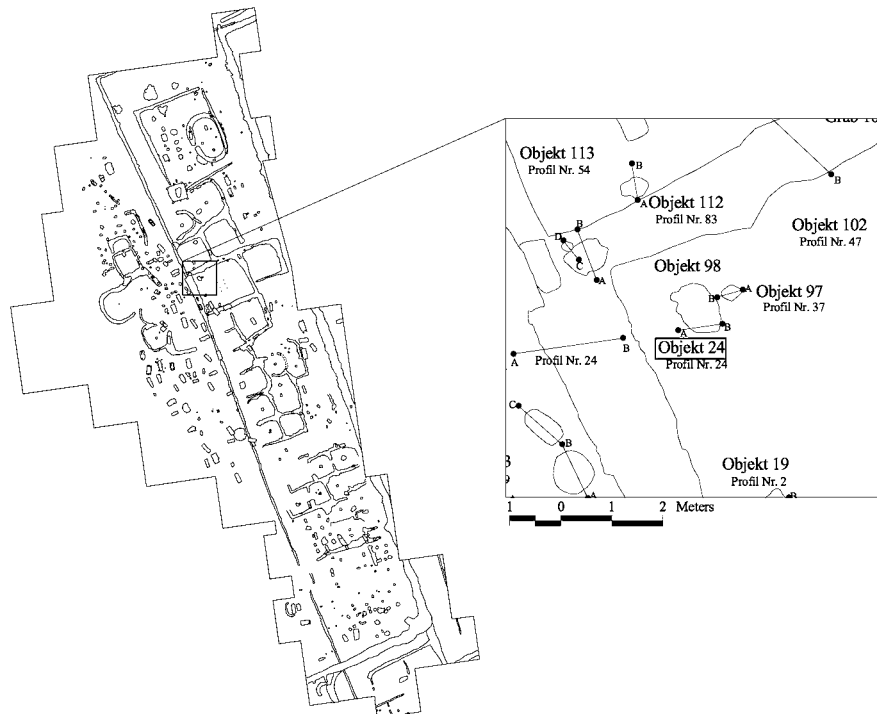 Objekt 113
Profil Nr. 54
B
A
Objekt 112
Profil Nr. 83
B
D
C
A
B
Objekt 102
Profil Nr. 47
Objekt 98
A
B
Objekt 97
Profil Nr. 37
A
B
Objekt 24
Profil Nr. 24
A
B
Profil Nr. 24
C
B
A
Objekt 19
Profil Nr. 2
B
1 0 1 2 Meters